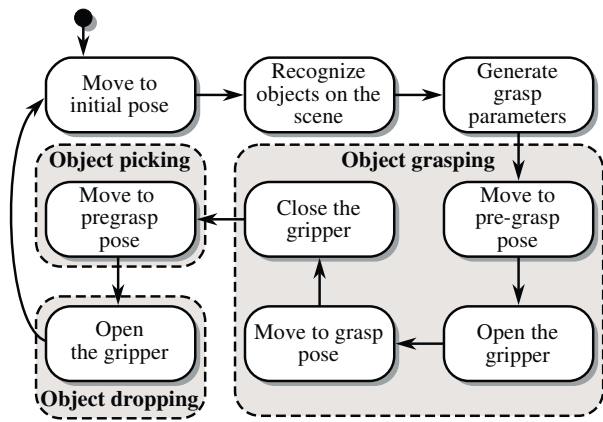 Move to
initial pose
Recognize
objects on the
scene
Generate
grasp
parameters
Object picking
Move to
pregrasp
pose
Object grasping
Close the
gripper
Move to
pre-grasp
pose
Open
the gripper
Object dropping
Move to grasp
pose
Open the
gripper